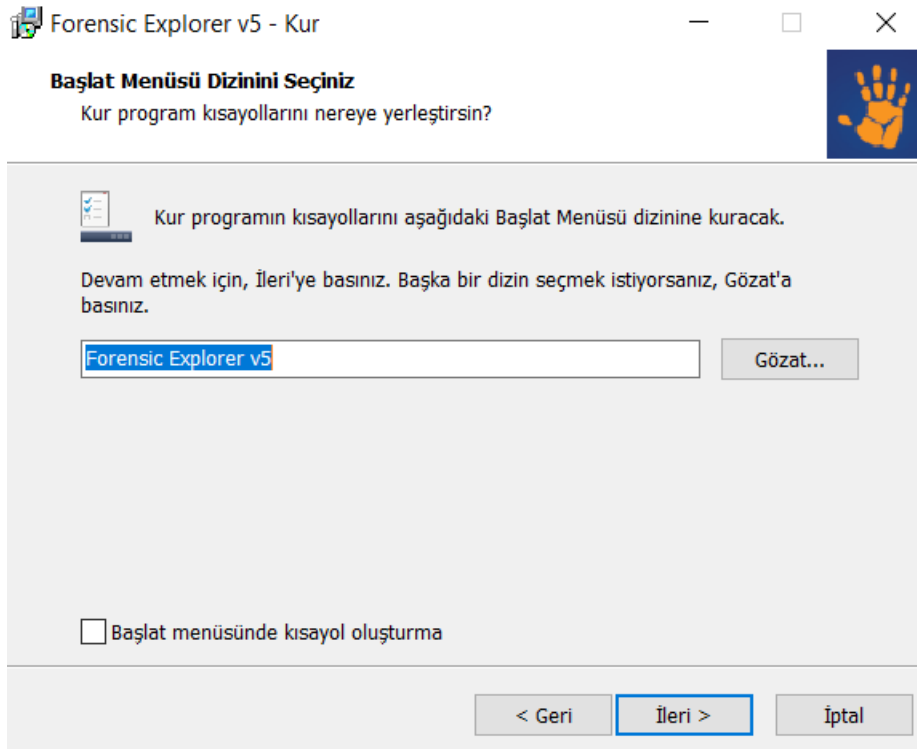 Forensic Explorer v5 - Kur
Başlat Menüsü Dizinini Seçiniz
Kur program kısayollarını nereye yerleştirsin?
Kur programın kısayollarını aşağıdaki Başlat Menüsü dizinine kuracak.
Devam etmek için, İleri'ye basınız. Başka bir dizin seçmek istiyorsanız, Gözat'a
basınız.
Forensic Explorer v5
Gözat...
Başlat menüsünde kısayol oluşturma
< Geri
İleri >
İptal